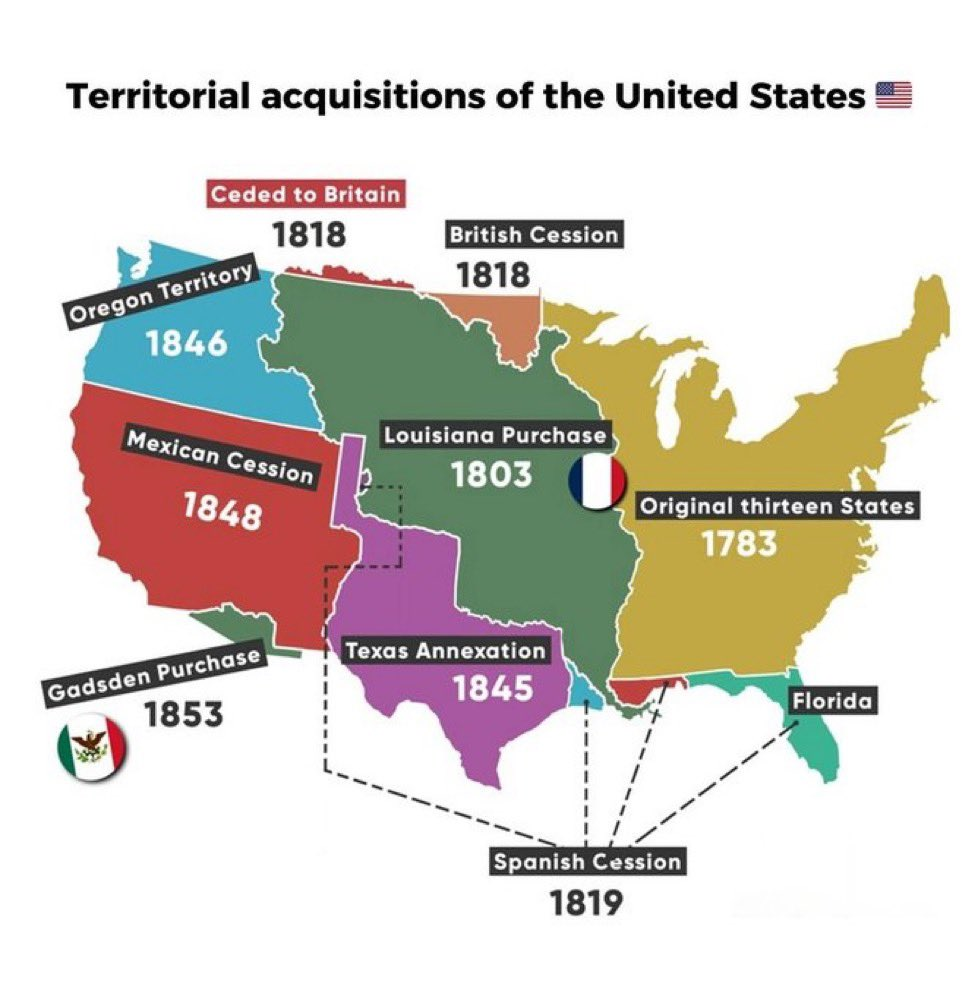 Territorial acquisitions of the United States
Ceded to Britain
1818
British Cession
1818
Oregon Territory
1846
Mexican Cession
1848
Louisiana Purchase
1803
Original thirteen States
1783
Gadsden Purchase
1853
Texas Annexation
1845
Florida
Spanish Cession
1819